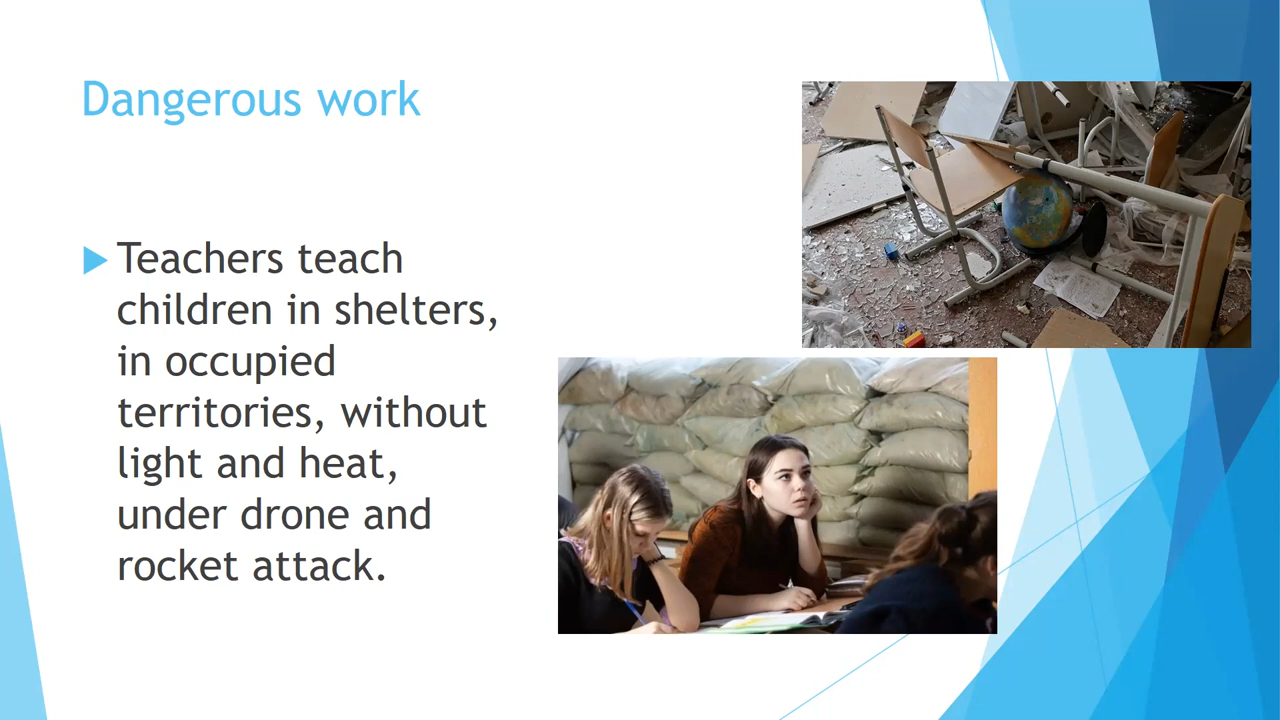 Dangerous work
Teachers teach
children in shelters,
in occupied
territories, without
light and heat,
under drone and
rocket attack.